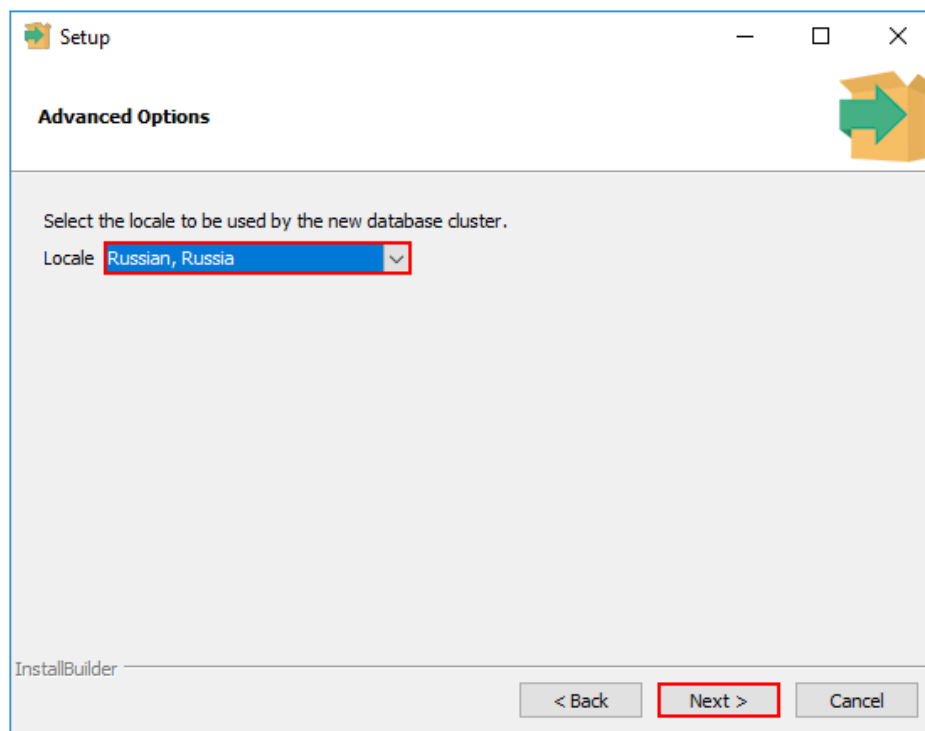 Setup
Advanced Options
Select the locale to be used by the new database cluster.
Locale Russian, Russia
InstallBuilder
< Back Next > Cancel